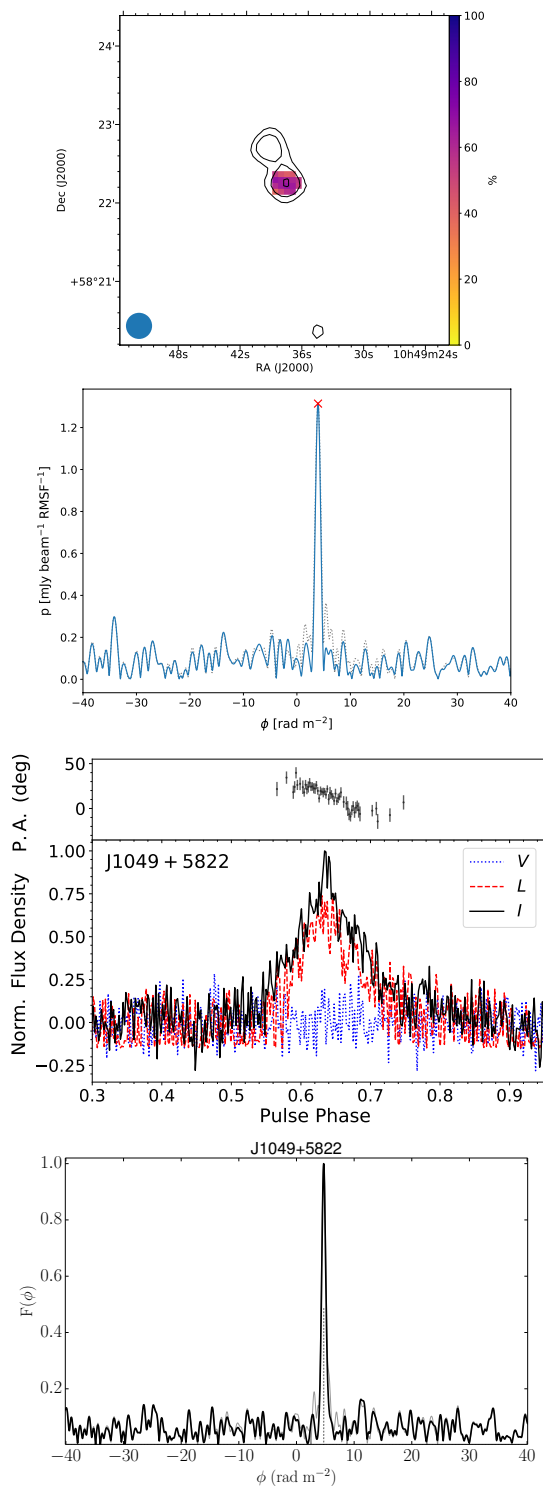 24'
23'
22'
+58°21'
Dec (J2000)
48s 42s 36s 30s 10h49m24s
RA (J2000)
100
80
60
40
20
0
%
1.2
1.0
0.8
0.6
0.4
0.2
0.0
p [mJy beam⁻¹ RMSF⁻¹]
−40 −30 −20 −10 0 10 20 30 40
ϕ [rad m⁻²]
50
0
P.A. (deg)
J1049 + 5822
V
L
I
1.00
0.75
0.50
0.25
0.00
−0.25
Norm. Flux Density
0.3 0.4 0.5 0.6 0.7 0.8 0.9
Pulse Phase
J1049+5822
1.0
0.8
0.6
0.4
0.2
F(ϕ)
−40 −30 −20 −10 0 10 20 30 40
ϕ (rad m⁻²)